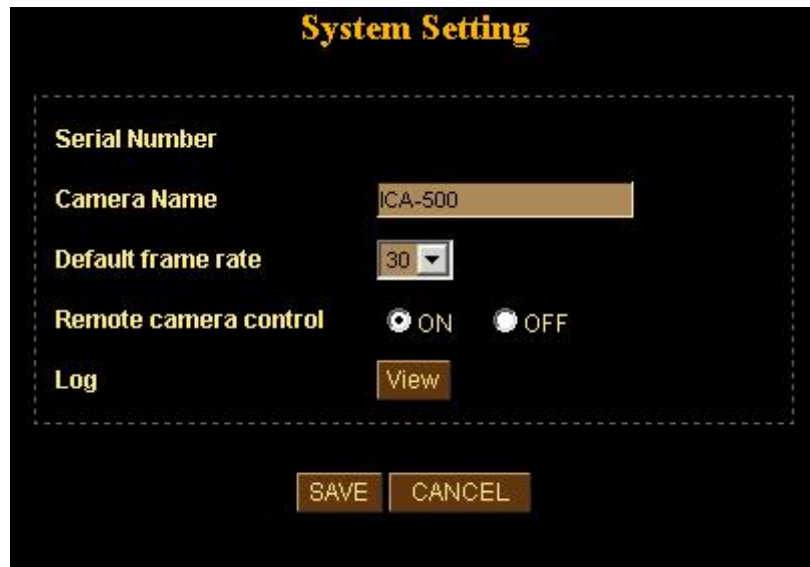 System Setting
Serial Number
Camera Name ICA-500
Default frame rate 30
Remote camera control ON OFF
Log View
SAVE CANCEL